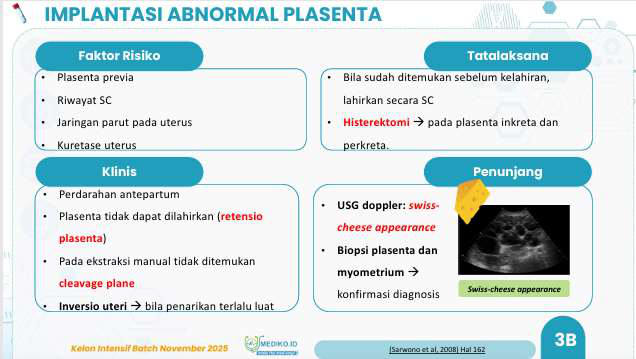 IMPLANTASI ABNORMAL PLASENTA
Faktor Risiko
• Plasenta previa
• Riwayat SC
• Jaringan parut pada uterus
• Kuretase uterus
Tatalaksana
• Bila sudah ditemukan sebelum kelahiran,
lahirkan secara SC
• Histerektomi → pada plasenta inkreta dan
perkreta.
Klinis
• Perdarahan antepartum
• Plasenta tidak dapat dilahirkan (retensio
plasenta)
• Pada ekstraksi manual tidak ditemukan
cleavage plane
• Inversio uteri → bila penarikan terlalu luat
Penunjang
• USG doppler: swiss-
cheese appearance
• Biopsi plasenta dan
myometrium →
konfirmasi diagnosis
Swiss-cheese appearance
Kelon Intensif Batch November 2025
MEDIKO.ID
(Sarwono et al, 2008) Hal 162
3B